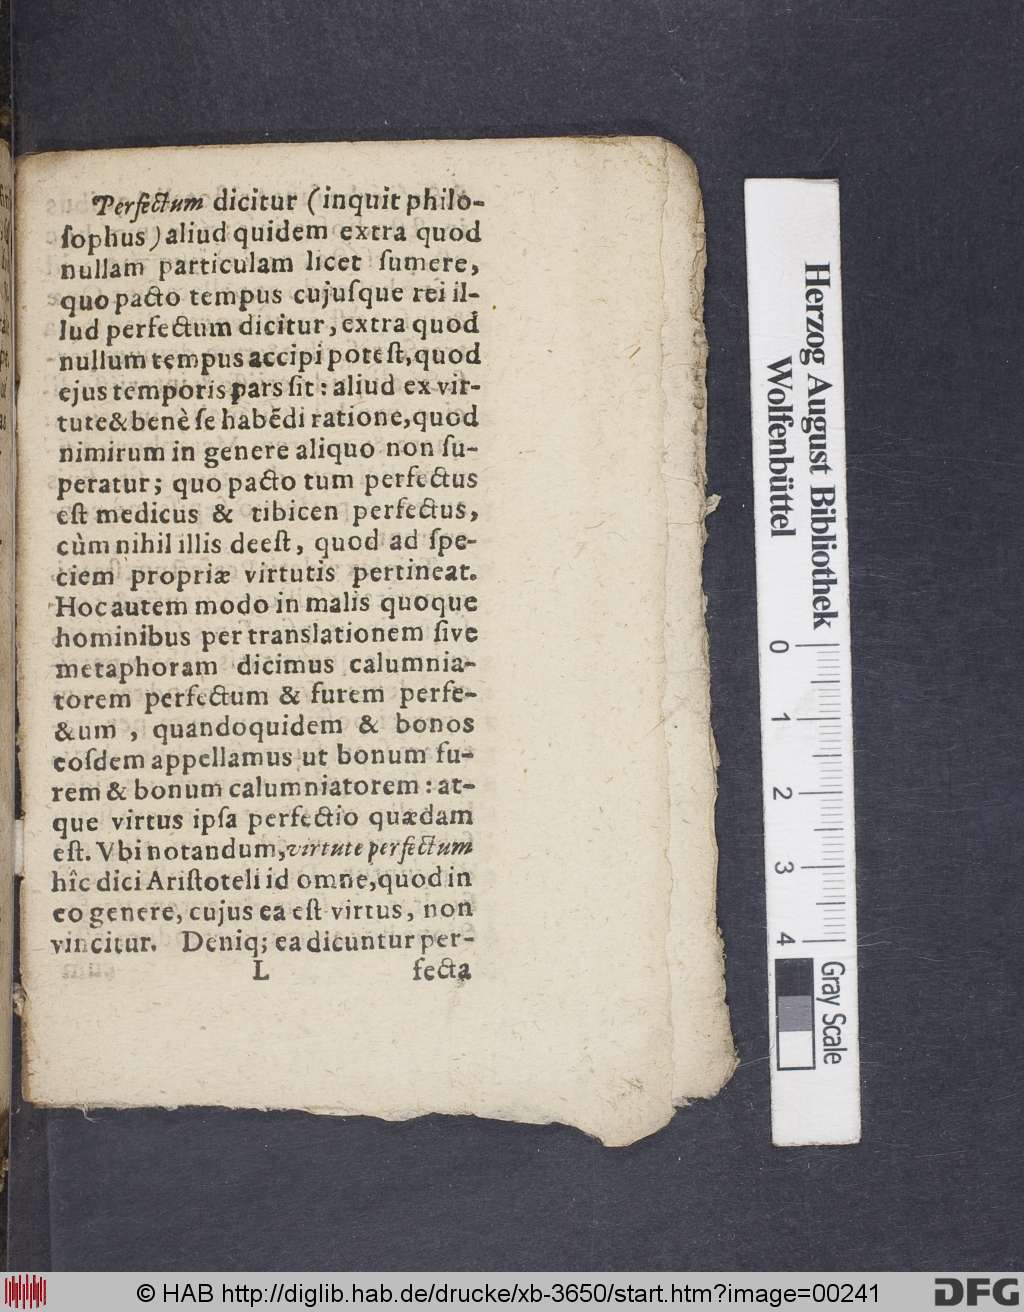 Perfectum dicitur (inquit philo-
ſophus) aliud quidem extra quod
nullam particulam licet ſumere,
quo pacto tempus cujuſque rei il-
lud perfectum dicitur, extra quod
nullum tempus accipi poteſt, quod
ejus temporis pars ſit: aliud ex vir-
tute & benè ſe habẽdi ratione, quod
nimirum in genere aliquo non ſu-
peratur; quo pacto tum perfectus
eſt medicus & tibicen perfectus,
cùm nihil illis deeſt, quod ad ſpe-
ciem propriæ virtutis pertineat.
Hoc autem modo in malis quoque
hominibus per translationem ſive
metaphoram dicimus calumnia-
torem perfectum & furem perfe-
&um, quandoquidem & bonos
eoſdem appellamus ut bonum fu-
rem & bonum calumniatorem: at-
que virtus ipſa perfectio quædam
eſt. Vbi notandum, virtute perfectum
hîc dici Ariſtoteli id omne, quod in
eo genere, cujus ea eſt virtus, non
vincitur. Deniq; ea dicuntur per-
L fecta
Herzog August Bibliothek
Wolfenbüttel
0 1 2 3 4
Gray Scale
© HAB http://diglib.hab.de/drucke/xb-3650/start.htm?image=00241
DFG